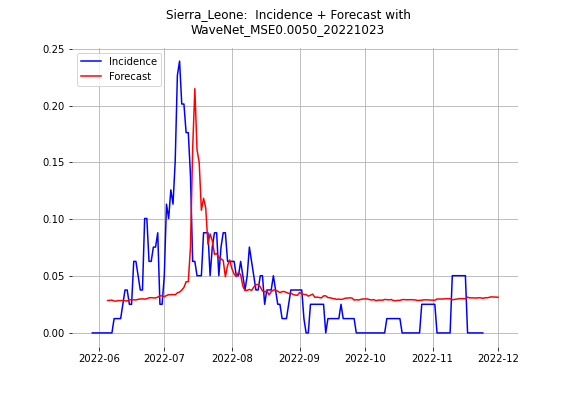 Sierra_Leone:  Incidence + Forecast with
WaveNet_MSE0.0050_20221023
0.25
0.20
0.15
0.10
0.05
0.00
Incidence
Forecast
2022-06 2022-07 2022-08 2022-09 2022-10 2022-11 2022-12